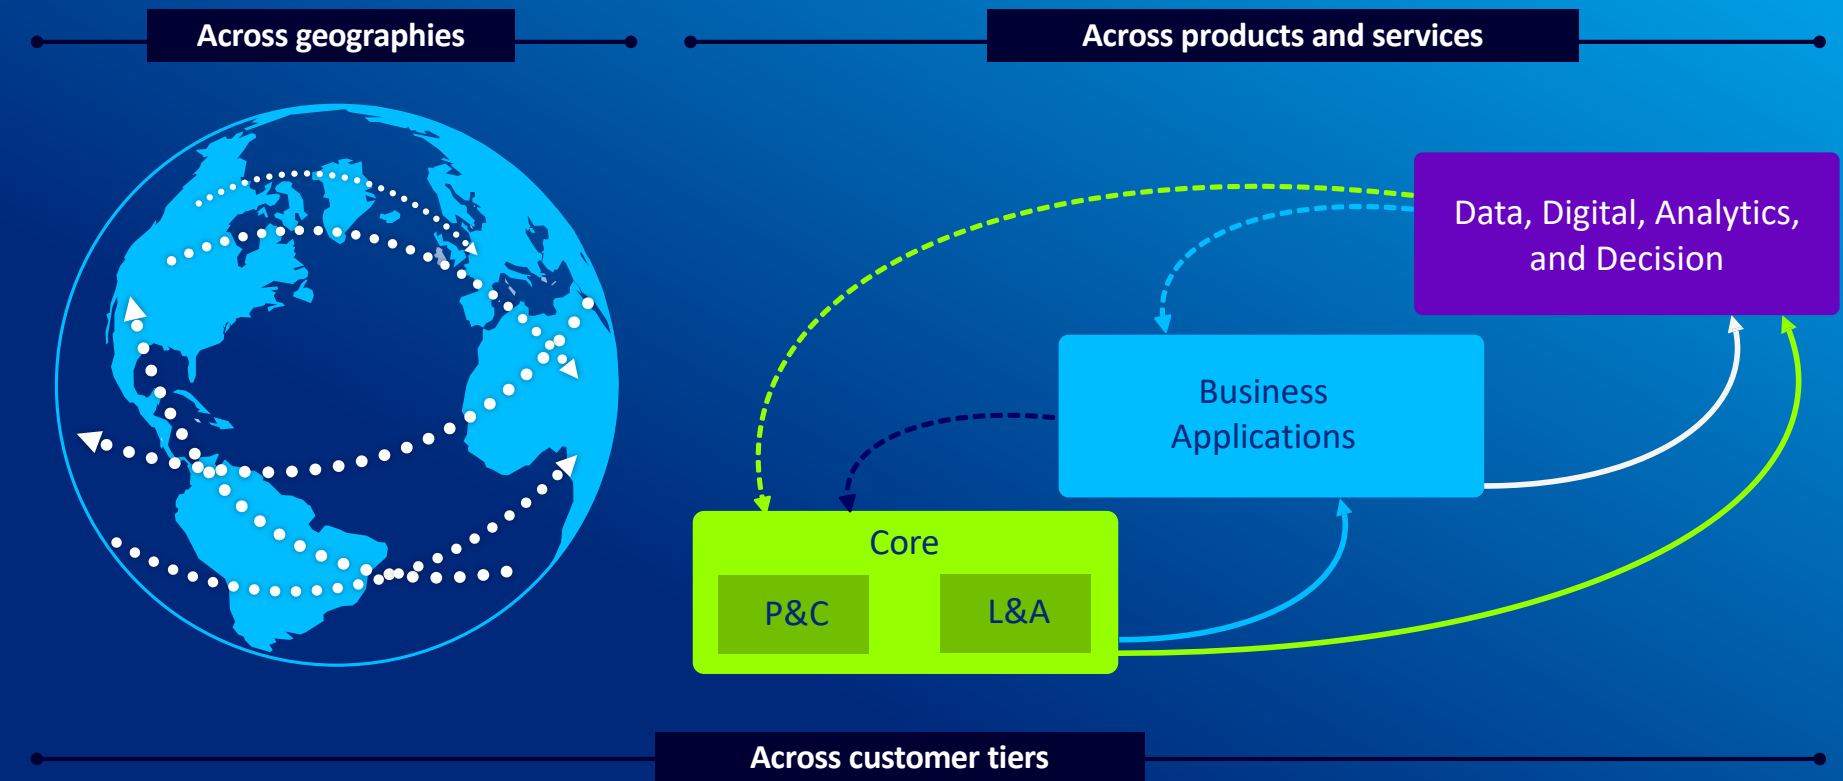 Across geographies
Across products and services
Data, Digital, Analytics,
and Decision
Business
Applications
Core
P&C
L&A
Across customer tiers